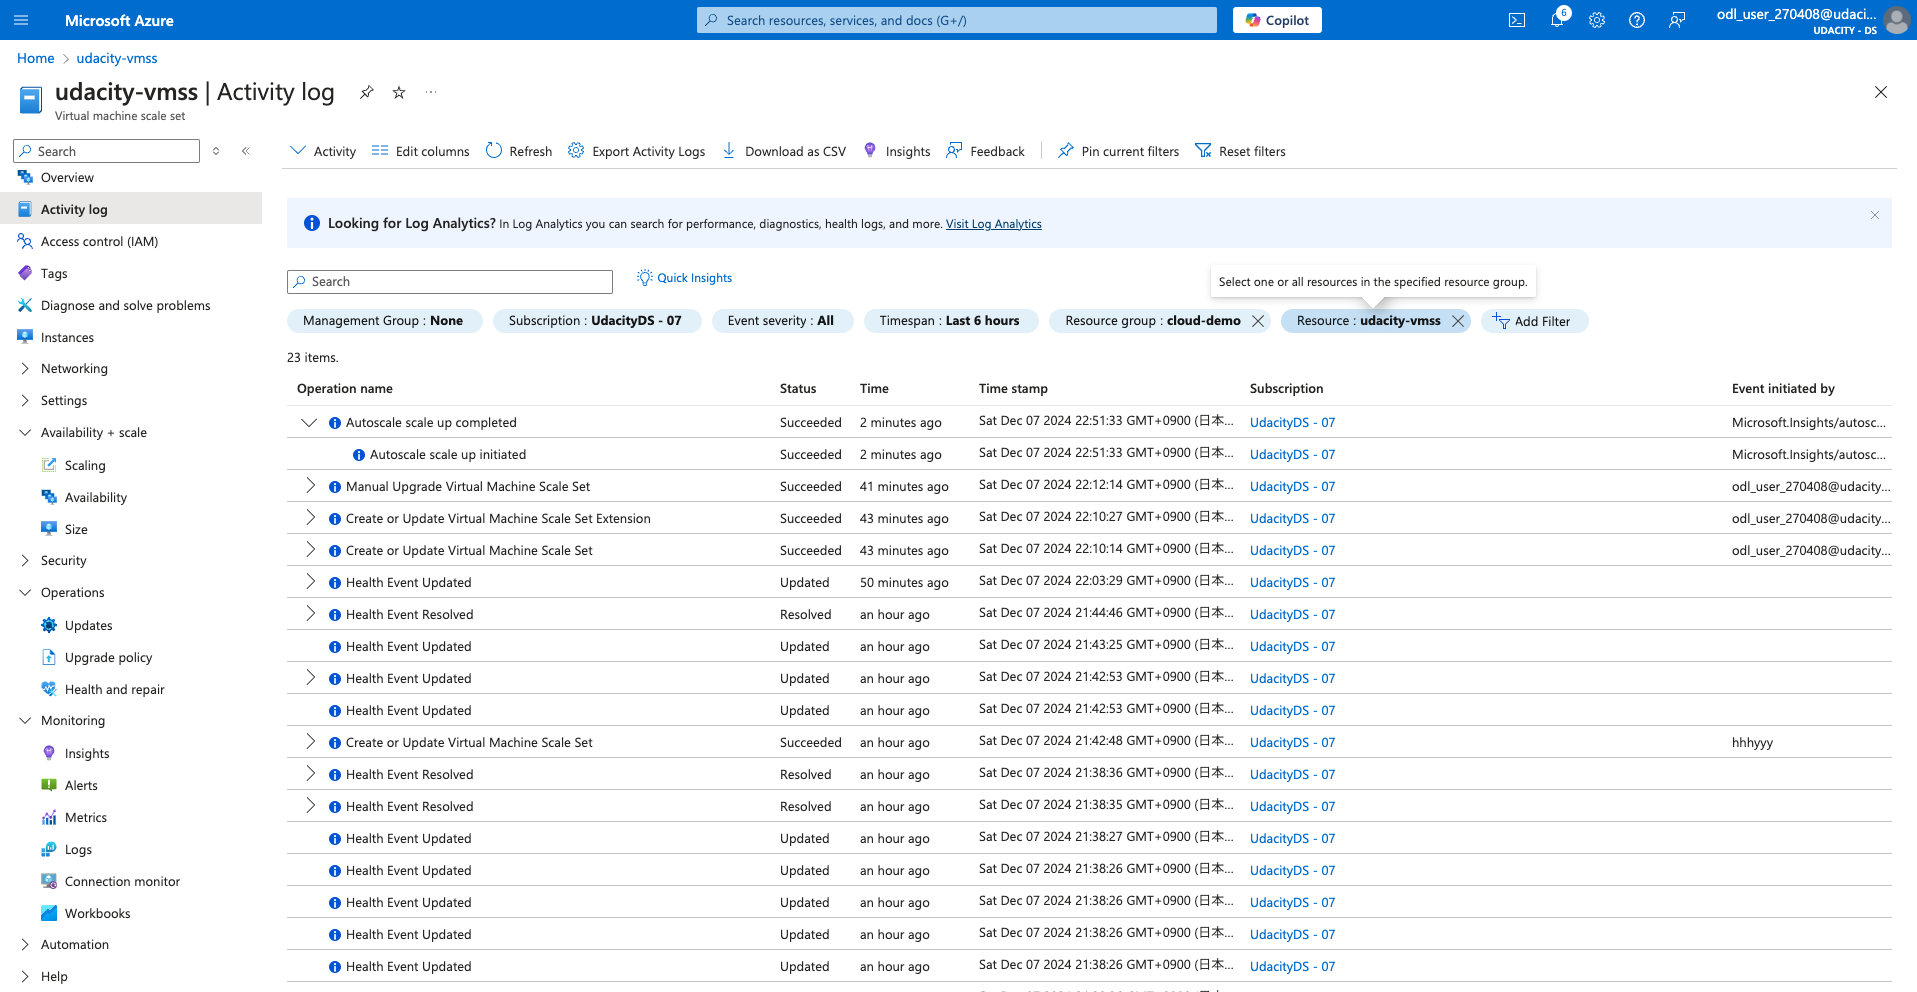 Microsoft Azure
Search resources, services, and docs (G+/)
Copilot
6
odl_user_270408@udaci...
UDACITY - DS
Home > udacity-vmss
udacity-vmss | Activity log
Virtual machine scale set
Search
Overview
Activity log
Access control (IAM)
Tags
Diagnose and solve problems
Instances
Networking
Settings
Availability + scale
Scaling
Availability
Size
Security
Operations
Updates
Upgrade policy
Health and repair
Monitoring
Insights
Alerts
Metrics
Logs
Connection monitor
Workbooks
Automation
Help
Activity Edit columns Refresh Export Activity Logs Download as CSV Insights Feedback Pin current filters Reset filters
Looking for Log Analytics? In Log Analytics you can search for performance, diagnostics, health logs, and more. Visit Log Analytics
Search
Quick Insights
Select one or all resources in the specified resource group.
Management Group : None Subscription : UdacityDS - 07 Event severity : All Timespan : Last 6 hours Resource group : cloud-demo Resource : udacity-vmss Add Filter
23 items.
Operation name Status Time Time stamp Subscription Event initiated by
Autoscale scale up completed Succeeded 2 minutes ago Sat Dec 07 2024 22:51:33 GMT+0900 (日本... UdacityDS - 07 Microsoft.Insights/autosc...
Autoscale scale up initiated Succeeded 2 minutes ago Sat Dec 07 2024 22:51:33 GMT+0900 (日本... UdacityDS - 07 Microsoft.Insights/autosc...
Manual Upgrade Virtual Machine Scale Set Succeeded 41 minutes ago Sat Dec 07 2024 22:12:14 GMT+0900 (日本... UdacityDS - 07 odl_user_270408@udacity...
Create or Update Virtual Machine Scale Set Extension Succeeded 43 minutes ago Sat Dec 07 2024 22:10:27 GMT+0900 (日本... UdacityDS - 07 odl_user_270408@udacity...
Create or Update Virtual Machine Scale Set Succeeded 43 minutes ago Sat Dec 07 2024 22:10:14 GMT+0900 (日本... UdacityDS - 07 odl_user_270408@udacity...
Health Event Updated Updated 50 minutes ago Sat Dec 07 2024 22:03:29 GMT+0900 (日本... UdacityDS - 07
Health Event Resolved Resolved an hour ago Sat Dec 07 2024 21:44:46 GMT+0900 (日本... UdacityDS - 07
Health Event Updated Updated an hour ago Sat Dec 07 2024 21:43:25 GMT+0900 (日本... UdacityDS - 07
Health Event Updated Updated an hour ago Sat Dec 07 2024 21:42:53 GMT+0900 (日本... UdacityDS - 07
Health Event Updated Updated an hour ago Sat Dec 07 2024 21:42:53 GMT+0900 (日本... UdacityDS - 07
Create or Update Virtual Machine Scale Set Succeeded an hour ago Sat Dec 07 2024 21:42:48 GMT+0900 (日本... UdacityDS - 07 hhhyyy
Health Event Resolved Resolved an hour ago Sat Dec 07 2024 21:38:36 GMT+0900 (日本... UdacityDS - 07
Health Event Resolved Resolved an hour ago Sat Dec 07 2024 21:38:35 GMT+0900 (日本... UdacityDS - 07
Health Event Updated Updated an hour ago Sat Dec 07 2024 21:38:27 GMT+0900 (日本... UdacityDS - 07
Health Event Updated Updated an hour ago Sat Dec 07 2024 21:38:26 GMT+0900 (日本... UdacityDS - 07
Health Event Updated Updated an hour ago Sat Dec 07 2024 21:38:26 GMT+0900 (日本... UdacityDS - 07
Health Event Updated Updated an hour ago Sat Dec 07 2024 21:38:26 GMT+0900 (日本... UdacityDS - 07
Health Event Updated Updated an hour ago Sat Dec 07 2024 21:38:26 GMT+0900 (日本... UdacityDS - 07